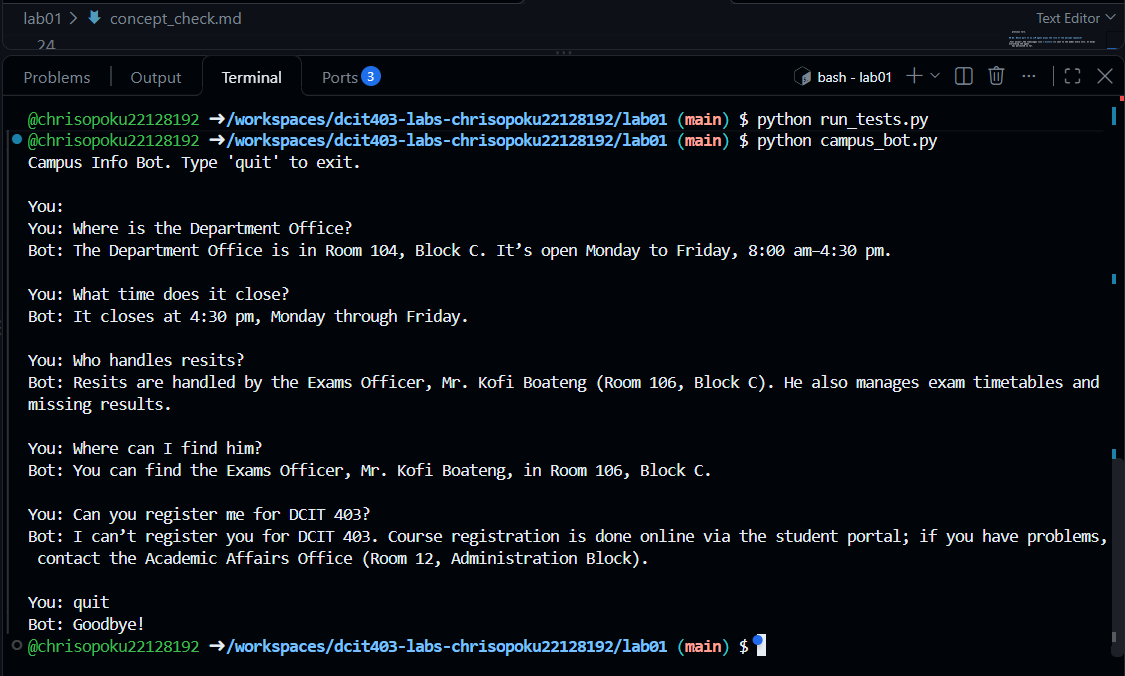 lab01 > concept_check.md
Text Editor
24
Problems
Output
Terminal
Ports 3
bash - lab01
@chrisopoku22128192 ➜/workspaces/dcit403-labs-chrisopoku22128192/lab01 (main) $ python run_tests.py
@chrisopoku22128192 ➜/workspaces/dcit403-labs-chrisopoku22128192/lab01 (main) $ python campus_bot.py
Campus Info Bot. Type 'quit' to exit.
You:
You: Where is the Department Office?
Bot: The Department Office is in Room 104, Block C. It’s open Monday to Friday, 8:00 am–4:30 pm.
You: What time does it close?
Bot: It closes at 4:30 pm, Monday through Friday.
You: Who handles resits?
Bot: Resits are handled by the Exams Officer, Mr. Kofi Boateng (Room 106, Block C). He also manages exam timetables and
missing results.
You: Where can I find him?
Bot: You can find the Exams Officer, Mr. Kofi Boateng, in Room 106, Block C.
You: Can you register me for DCIT 403?
Bot: I can’t register you for DCIT 403. Course registration is done online via the student portal; if you have problems,
contact the Academic Affairs Office (Room 12, Administration Block).
You: quit
Bot: Goodbye!
@chrisopoku22128192 ➜/workspaces/dcit403-labs-chrisopoku22128192/lab01 (main) $